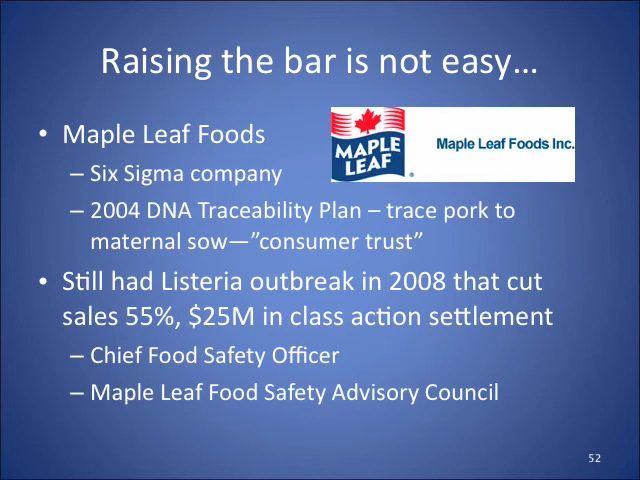 Raising the bar is not easy…
• Maple Leaf Foods
– Six Sigma company
– 2004 DNA Traceability Plan – trace pork to
maternal sow—”consumer trust”
MAPLE
LEAF
®
Maple Leaf Foods Inc.
• Still had Listeria outbreak in 2008 that cut
sales 55%, $25M in class action settlement
– Chief Food Safety Officer
– Maple Leaf Food Safety Advisory Council
52